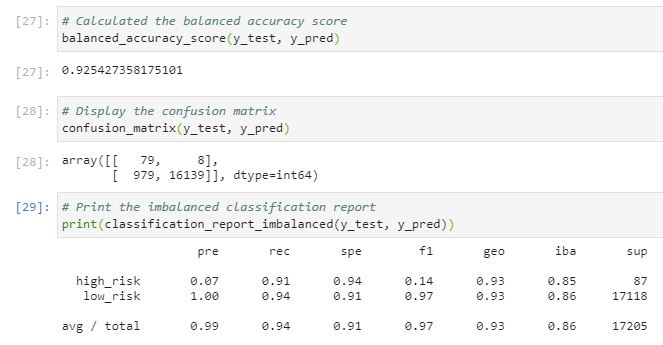 [27]: # Calculated the balanced accuracy score
balanced_accuracy_score(y_test, y_pred)
[27]: 0.925427358175101
[28]: # Display the confusion matrix
confusion_matrix(y_test, y_pred)
[28]: array([[   79,     8],
       [  979, 16139]], dtype=int64)
[29]: # Print the imbalanced classification report
print(classification_report_imbalanced(y_test, y_pred))
pre rec spe f1 geo iba sup
high_risk 0.07 0.91 0.94 0.14 0.93 0.85 87
low_risk 1.00 0.94 0.91 0.97 0.93 0.86 17118
avg / total 0.99 0.94 0.91 0.97 0.93 0.86 17205